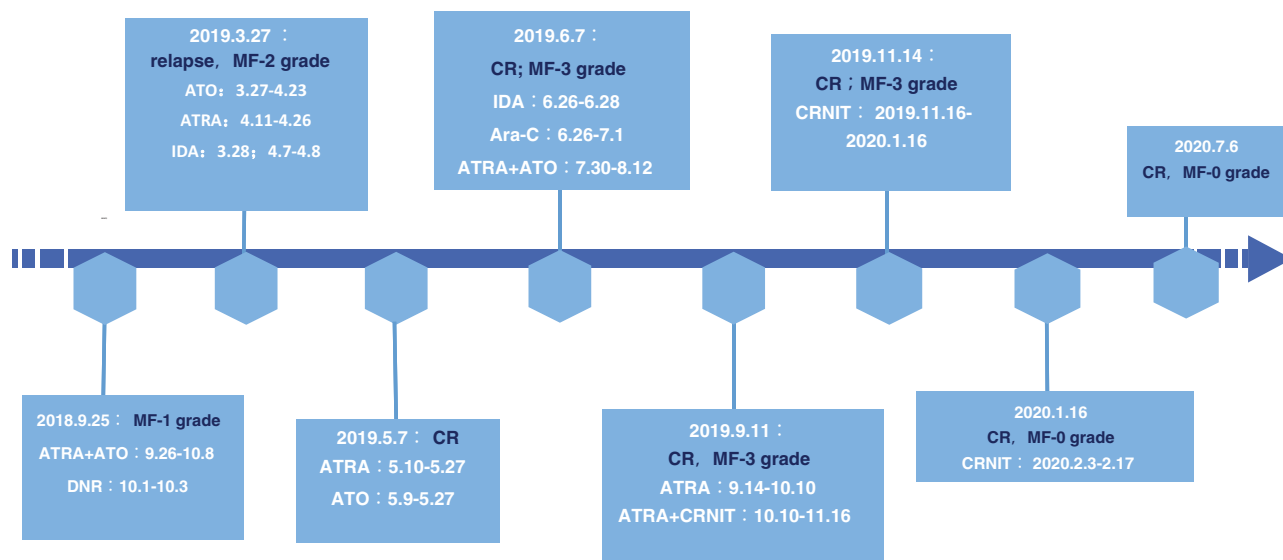 2019.3.27：
relapse，MF-2 grade
ATO：3.27-4.23
ATRA：4.11-4.26
IDA：3.28；4.7-4.8
2019.6.7：
CR; MF-3 grade
IDA：6.26-6.28
Ara-C：6.26-7.1
ATRA+ATO：7.30-8.12
2019.11.14：
CR；MF-3 grade
CRNIT：2019.11.16-
2020.1.16
2020.7.6
CR，MF-0 grade
2018.9.25：MF-1 grade
ATRA+ATO：9.26-10.8
DNR：10.1-10.3
2019.5.7：CR
ATRA：5.10-5.27
ATO：5.9-5.27
2019.9.11：
CR，MF-3 grade
ATRA：9.14-10.10
ATRA+CRNIT：10.10-11.16
2020.1.16
CR，MF-0 grade
CRNIT：2020.2.3-2.17